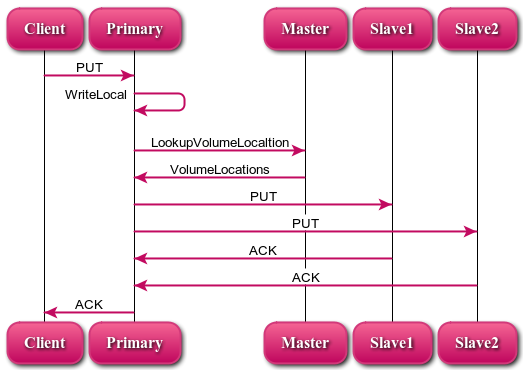 Client Primary Master Slave1 Slave2
PUT
WriteLocal
LookupVolumeLocaltion
VolumeLocations
PUT
PUT
ACK
ACK
ACK
Client Primary Master Slave1 Slave2